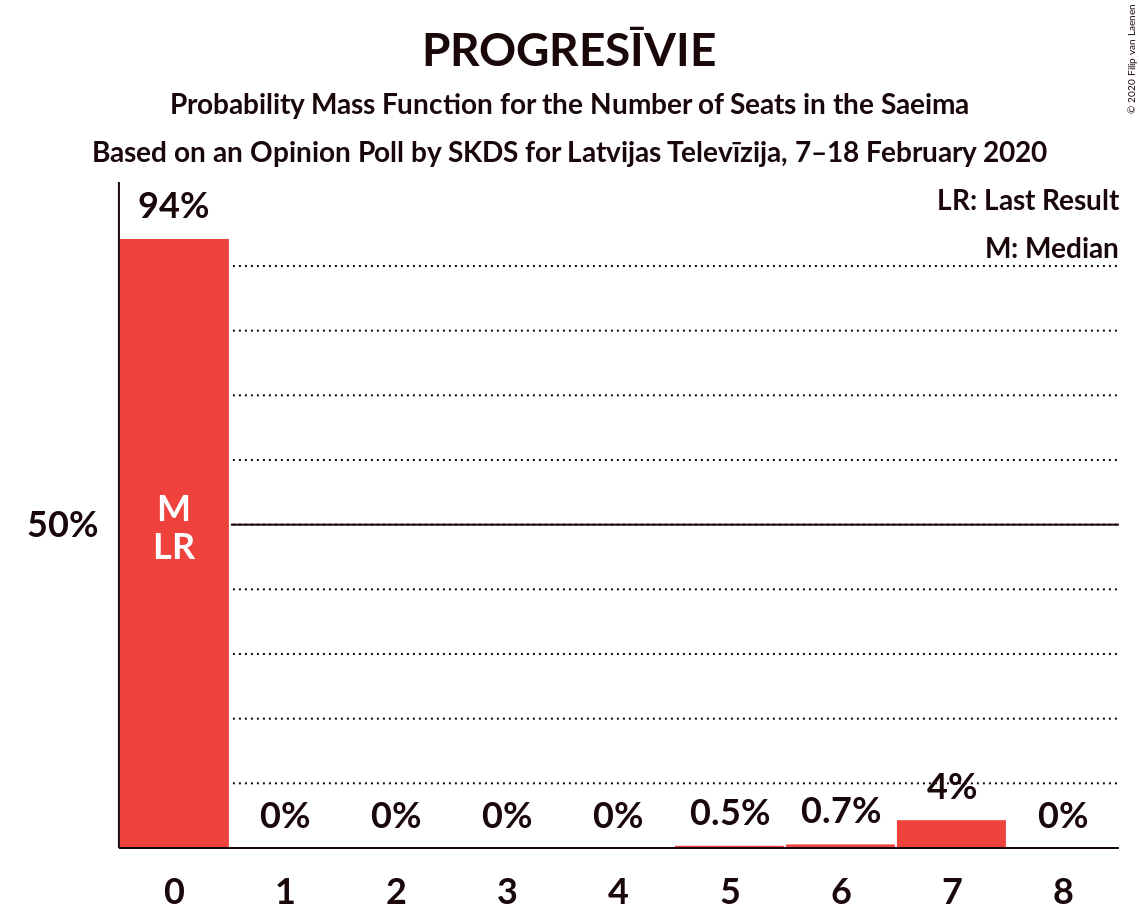 PROGRESĪVIE
Probability Mass Function for the Number of Seats in the Saeima
Based on an Opinion Poll by SKDS for Latvijas Televīzija, 7–18 February 2020
© 2020 Filip van Laenen
LR: Last Result
M: Median
94%
50%
M
LR
0%
0%
0%
0%
0.5%
0.7%
4%
0%
0
1
2
3
4
5
6
7
8